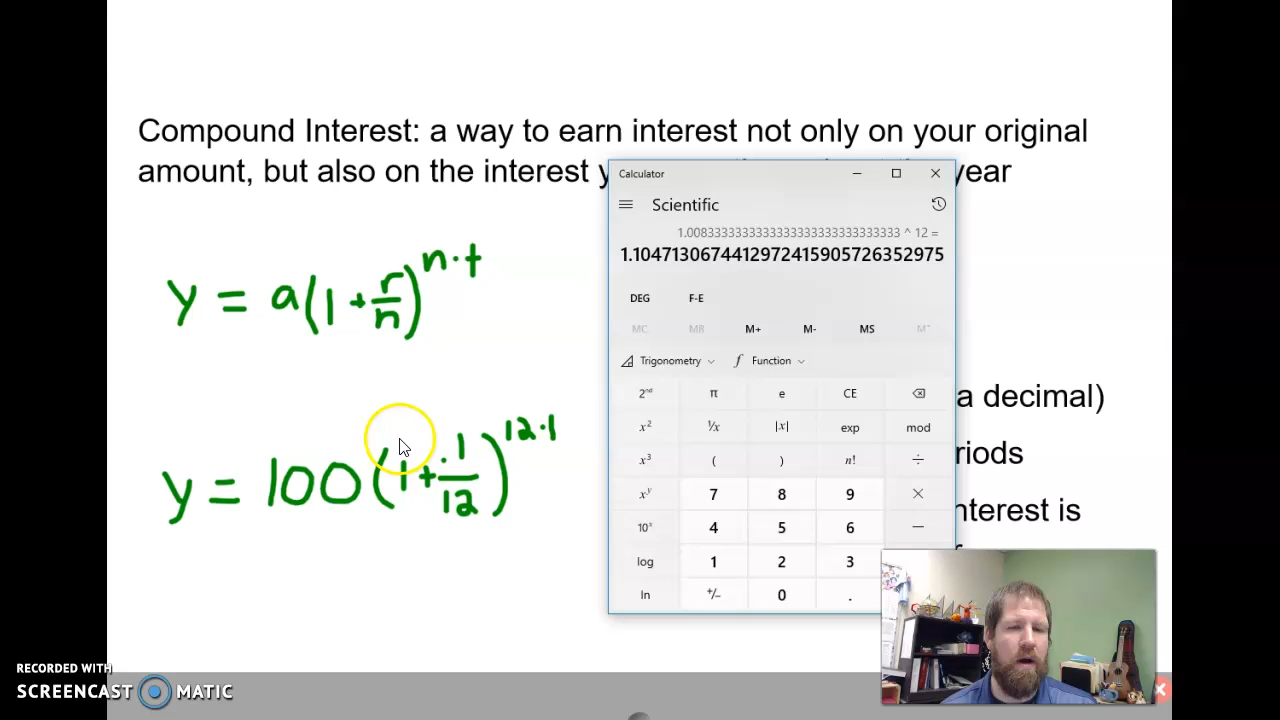 Compound Interest: a way to earn interest not only on your original
amount, but also on the interest y year
y = a(1 + r/n)^n·t
y = 100(1 + .1/12)^12·1
a decimal)
riods
nterest is
Calculator
Scientific
1.0083333333333333333333333333333 ^ 12 =
1.1047130674412972415905726352975
DEG F-E
MC MR M+ M- MS M˅
Trigonometry f Function
2nd π e CE
x² ¹/x |x| exp mod
x³ ( ) n! ÷
xʸ 7 8 9 ×
10ˣ 4 5 6 −
log 1 2 3
ln +/− 0 .
RECORDED WITH
SCREENCAST MATIC